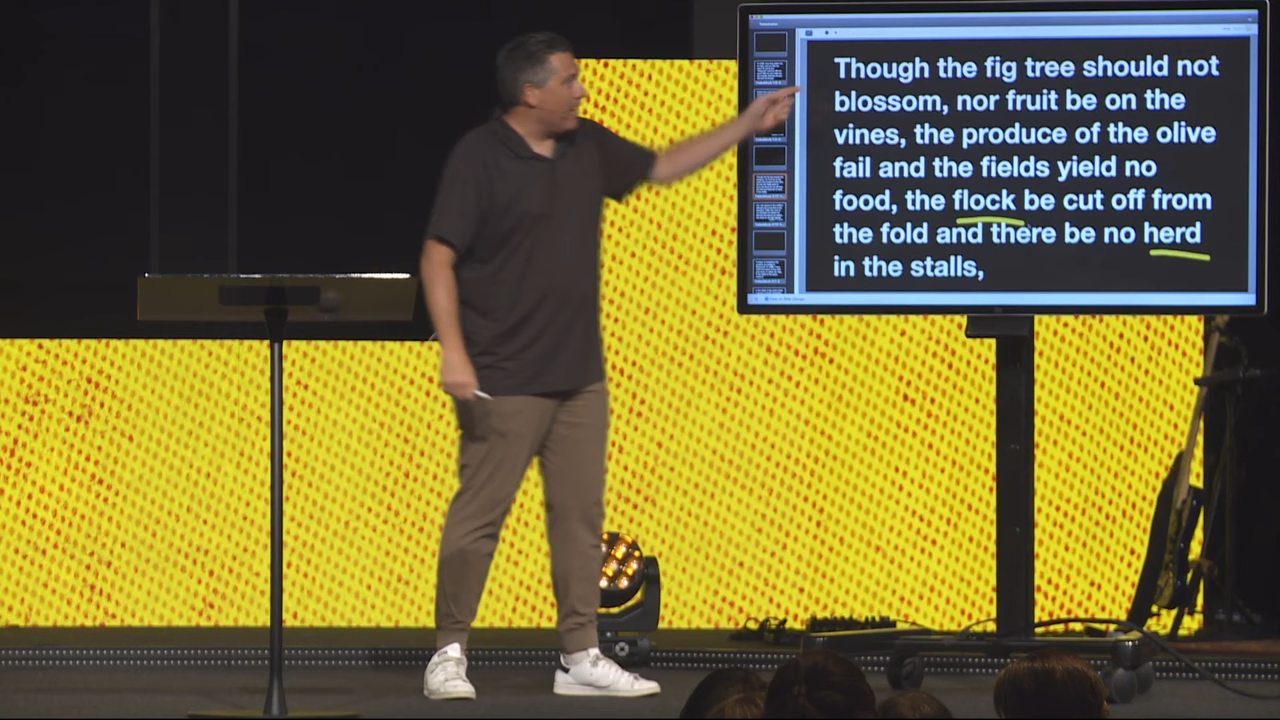 Though the fig tree should not
blossom, nor fruit be on the
vines, the produce of the olive
fail and the fields yield no
food, the flock be cut off from
the fold and there be no herd
in the stalls,